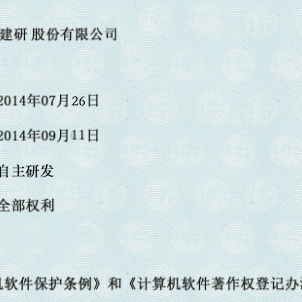 建研 股份有限公司
2014年07月26日
2014年09月11日
自主研发
全部权利
软件保护条例》和《计算机软件著作权登记办